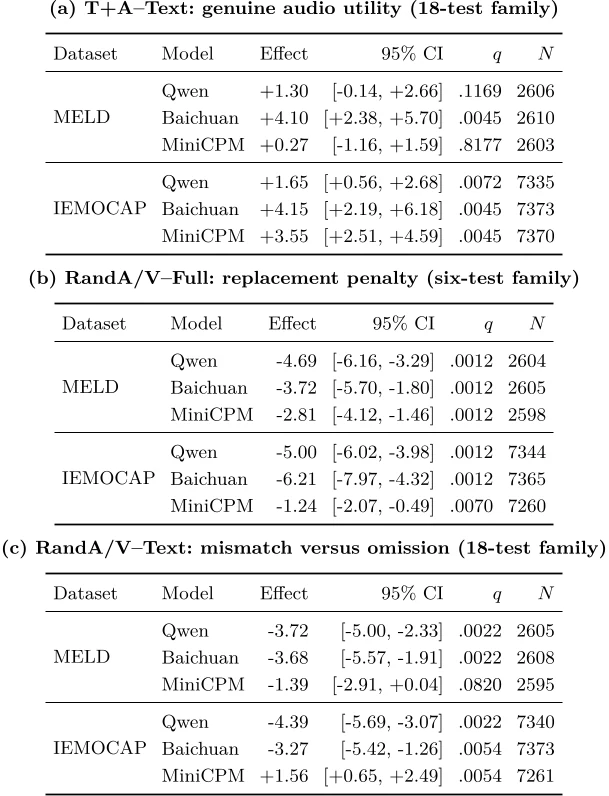 (a) T+A–Text: genuine audio utility (18-test family)
Dataset Model Effect 95% CI q N
Qwen +1.30 [-0.14, +2.66] .1169 2606
MELD Baichuan +4.10 [+2.38, +5.70] .0045 2610
MiniCPM +0.27 [-1.16, +1.59] .8177 2603
Qwen +1.65 [+0.56, +2.68] .0072 7335
IEMOCAP Baichuan +4.15 [+2.19, +6.18] .0045 7373
MiniCPM +3.55 [+2.51, +4.59] .0045 7370
(b) RandA/V–Full: replacement penalty (six-test family)
Dataset Model Effect 95% CI q N
Qwen -4.69 [-6.16, -3.29] .0012 2604
MELD Baichuan -3.72 [-5.70, -1.80] .0012 2605
MiniCPM -2.81 [-4.12, -1.46] .0012 2598
Qwen -5.00 [-6.02, -3.98] .0012 7344
IEMOCAP Baichuan -6.21 [-7.97, -4.32] .0012 7365
MiniCPM -1.24 [-2.07, -0.49] .0070 7260
(c) RandA/V–Text: mismatch versus omission (18-test family)
Dataset Model Effect 95% CI q N
Qwen -3.72 [-5.00, -2.33] .0022 2605
MELD Baichuan -3.68 [-5.57, -1.91] .0022 2608
MiniCPM -1.39 [-2.91, +0.04] .0820 2595
Qwen -4.39 [-5.69, -3.07] .0022 7340
IEMOCAP Baichuan -3.27 [-5.42, -1.26] .0054 7373
MiniCPM +1.56 [+0.65, +2.49] .0054 7261